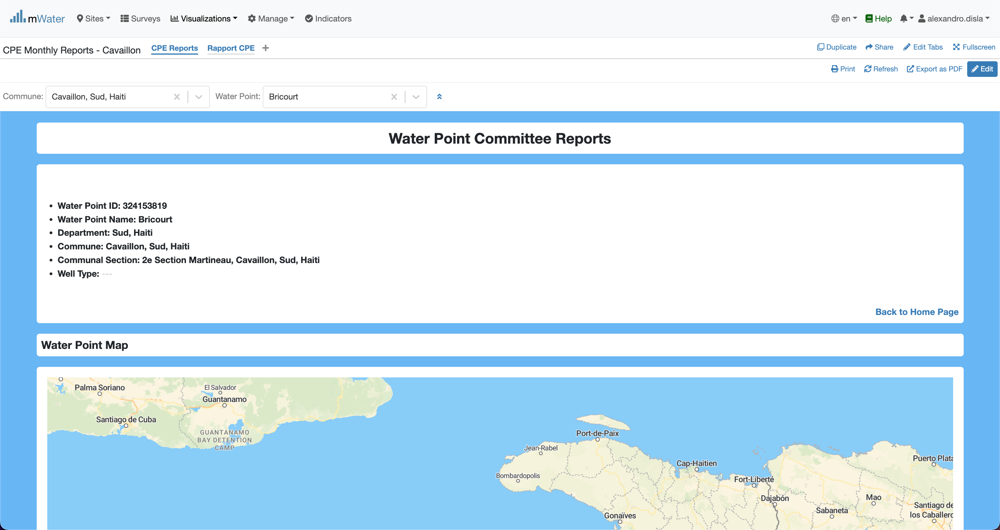 mWater Sites Surveys Visualizations Manage Indicators en Help alexandro.disla
CPE Monthly Reports - Cavaillon CPE Reports Rapport CPE + Duplicate Share Edit Tabs Fullscreen
Print Refresh Export as PDF Edit
Commune: Cavaillon, Sud, Haiti Water Point: Bricourt
Water Point Committee Reports
• Water Point ID: 324153819
• Water Point Name: Bricourt
• Department: Sud, Haiti
• Commune: Cavaillon, Sud, Haiti
• Communal Section: 2e Section Martineau, Cavaillon, Sud, Haiti
• Well Type: ---
Back to Home Page
Water Point Map
Palma Soriano
El Salvador
Guantanamo
Santiago de Cuba
GUANTANAMO
BAY DETENTION
CAMP
Port-de-Paix
Jean-Rabel
Puerto Plata
Cap-Haitien
Bombardopolis
Fort-Liberté
Dajabón
Mao
Santiago de
los Caballero
Sabaneta
Gonaïves